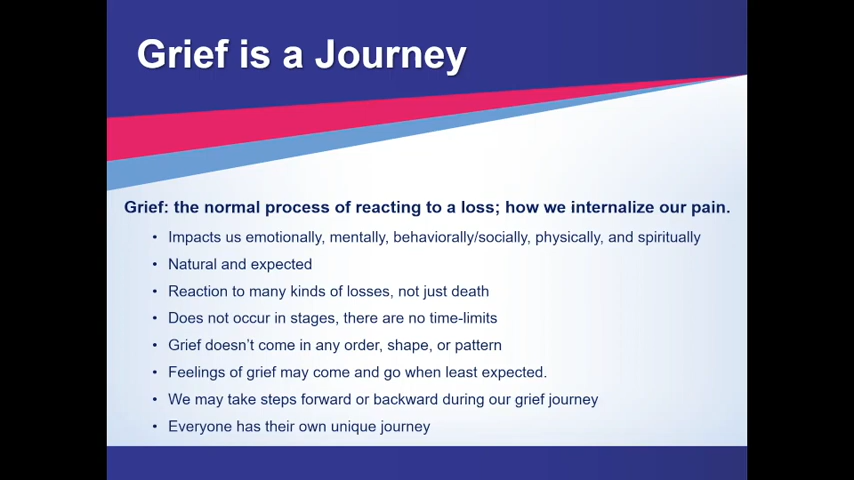 Grief is a Journey
Grief: the normal process of reacting to a loss; how we internalize our pain.
• Impacts us emotionally, mentally, behaviorally/socially, physically, and spiritually
• Natural and expected
• Reaction to many kinds of losses, not just death
• Does not occur in stages, there are no time-limits
• Grief doesn’t come in any order, shape, or pattern
• Feelings of grief may come and go when least expected.
• We may take steps forward or backward during our grief journey
• Everyone has their own unique journey